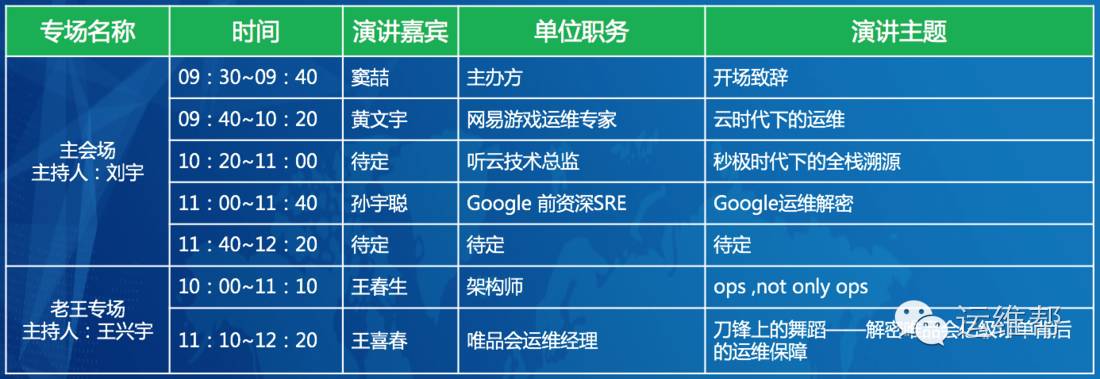 专场名称 时间 演讲嘉宾 单位职务 演讲主题
主会场
主持人：刘宇
09：30~09：40 窦喆 主办方 开场致辞
09：40~10：20 黄文宇 网易游戏运维专家 云时代下的运维
10：20~11：00 待定 听云技术总监 秒极时代下的全栈溯源
11：00~11：40 孙宇聪 Google 前资深SRE Google运维解密
11：40~12：20 待定 待定 待定
老王专场
主持人：王兴宇
10：00~11：10 王春生 架构师 ops ,not only ops
11：10~12：20 王喜春 唯品会运维经理 刀锋上的舞蹈——解密唯品会亿级订单背后
的运维保障
运维帮